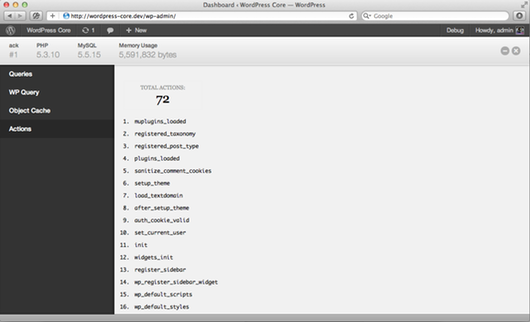 Dashboard ‹ WordPress Core — WordPress
http://wordpress-core.dev/wp-admin/
Google
WordPress Core 1 + New Debug Howdy, admin
ack PHP MySQL Memory Usage
#1 5.3.10 5.5.15 5,591,832 bytes
Queries
WP Query
Object Cache
Actions
TOTAL ACTIONS:
72
1. muplugins_loaded
2. registered_taxonomy
3. registered_post_type
4. plugins_loaded
5. sanitize_comment_cookies
6. setup_theme
7. load_textdomain
8. after_setup_theme
9. auth_cookie_valid
10. set_current_user
11. init
12. widgets_init
13. register_sidebar
14. wp_register_sidebar_widget
15. wp_default_scripts
16. wp_default_styles